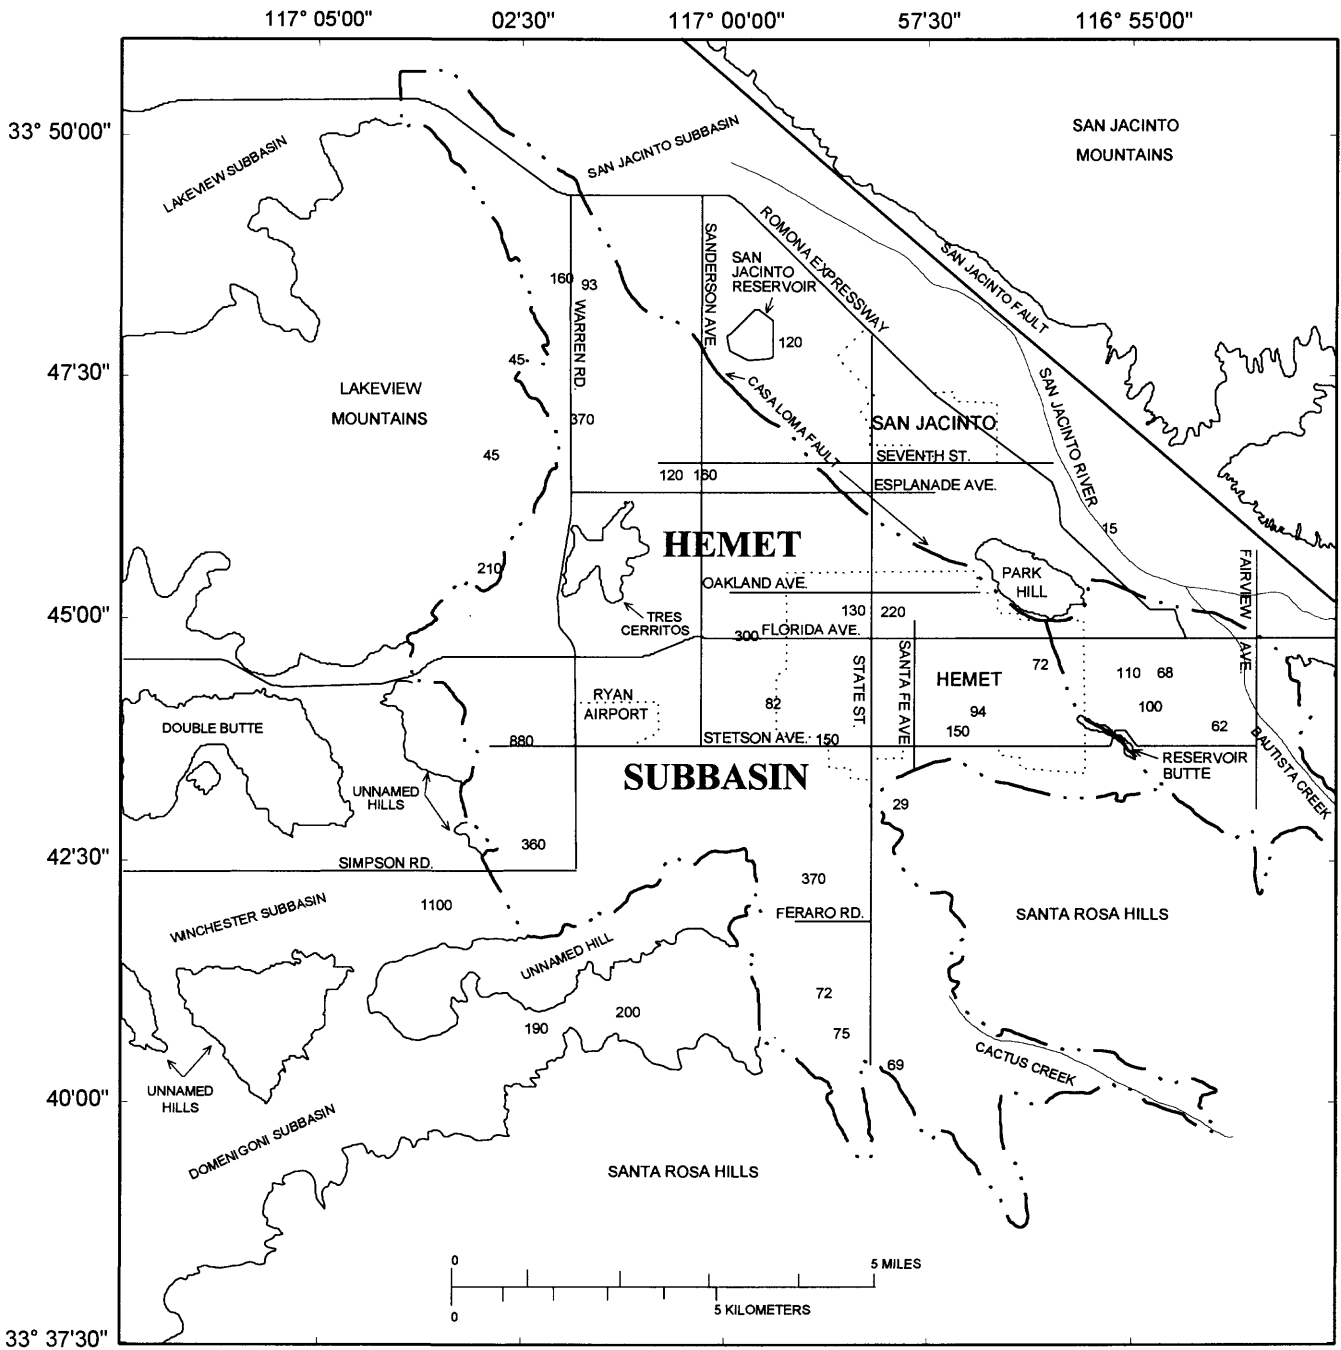 117° 05'00"
02'30"
117° 00'00"
57'30"
116° 55'00"
33° 50'00"
SAN JACINTO
MOUNTAINS
LAKEVIEW SUBBASIN
SAN JACINTO SUBBASIN
ROMONA EXPRESSWAY
SANDERSON AVE.
SAN
JACINTO
RESERVOIR
SAN JACINTO FAULT
160
93
WARREN RD.
120
47'30"
45
LAKEVIEW
MOUNTAINS
CASA LOMA FAULT
SAN JACINTO RIVER
370
SAN JACINTO
45
SEVENTH ST.
120
160
ESPLANADE AVE.
15
HEMET
210
OAKLAND AVE.
PARK
HILL
FAIRVIEW
AVE.
45'00"
TRES
CERRITOS
130
220
300
FLORIDA AVE.
STATE ST.
SANTA FE AVE
72
110
68
HEMET
RYAN
AIRPORT
82
94
100
DOUBLE BUTTE
62
880
STETSON AVE.
150
150
BAUTISTA CREEK
RESERVOIR
BUTTE
SUBBASIN
UNNAMED
HILLS
29
42'30"
360
SIMPSON RD.
370
1100
FERARO RD.
SANTA ROSA HILLS
WINCHESTER SUBBASIN
UNNAMED HILL
72
200
190
75
CACTUS CREEK
69
UNNAMED
HILLS
40'00"
DOMENIGONI SUBBASIN
SANTA ROSA HILLS
0
5 MILES
0
5 KILOMETERS
33° 37'30"